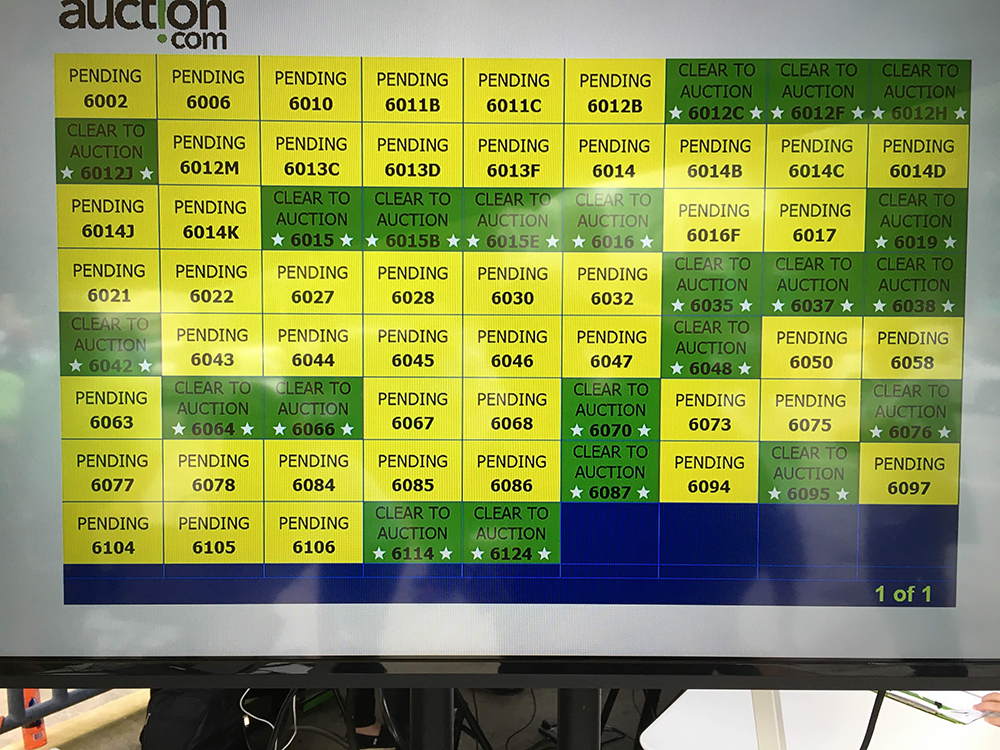 auction
.com
PENDING 6002
PENDING 6006
PENDING 6010
PENDING 6011B
PENDING 6011C
PENDING 6012B
CLEAR TO AUCTION ★ 6012C ★
CLEAR TO AUCTION ★ 6012F ★
CLEAR TO AUCTION ★ 6012H ★
CLEAR TO AUCTION ★ 6012J ★
PENDING 6012M
PENDING 6013C
PENDING 6013D
PENDING 6013F
PENDING 6014
PENDING 6014B
PENDING 6014C
PENDING 6014D
PENDING 6014J
PENDING 6014K
CLEAR TO AUCTION ★ 6015 ★
CLEAR TO AUCTION ★ 6015B ★
CLEAR TO AUCTION ★ 6015E ★
CLEAR TO AUCTION ★ 6016 ★
PENDING 6016F
PENDING 6017
CLEAR TO AUCTION ★ 6019 ★
PENDING 6021
PENDING 6022
PENDING 6027
PENDING 6028
PENDING 6030
PENDING 6032
CLEAR TO AUCTION ★ 6035 ★
CLEAR TO AUCTION ★ 6037 ★
CLEAR TO AUCTION ★ 6038 ★
CLEAR TO AUCTION ★ 6042 ★
PENDING 6043
PENDING 6044
PENDING 6045
PENDING 6046
PENDING 6047
CLEAR TO AUCTION ★ 6048 ★
PENDING 6050
PENDING 6058
PENDING 6063
CLEAR TO AUCTION ★ 6064 ★
CLEAR TO AUCTION ★ 6066 ★
PENDING 6067
PENDING 6068
CLEAR TO AUCTION ★ 6070 ★
PENDING 6073
PENDING 6075
CLEAR TO AUCTION ★ 6076 ★
PENDING 6077
PENDING 6078
PENDING 6084
PENDING 6085
PENDING 6086
CLEAR TO AUCTION ★ 6087 ★
PENDING 6094
CLEAR TO AUCTION ★ 6095 ★
PENDING 6097
PENDING 6104
PENDING 6105
PENDING 6106
CLEAR TO AUCTION ★ 6114 ★
CLEAR TO AUCTION ★ 6124 ★
1 of 1